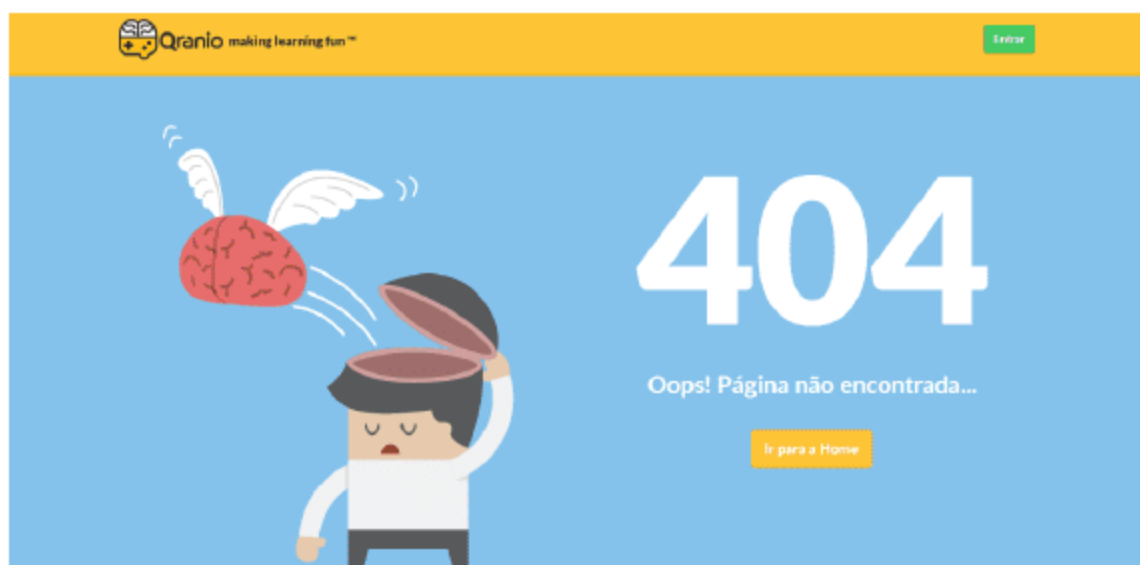 Qranio making learning fun™
Entrar
404
Oops! Página não encontrada...
Ir para a Home